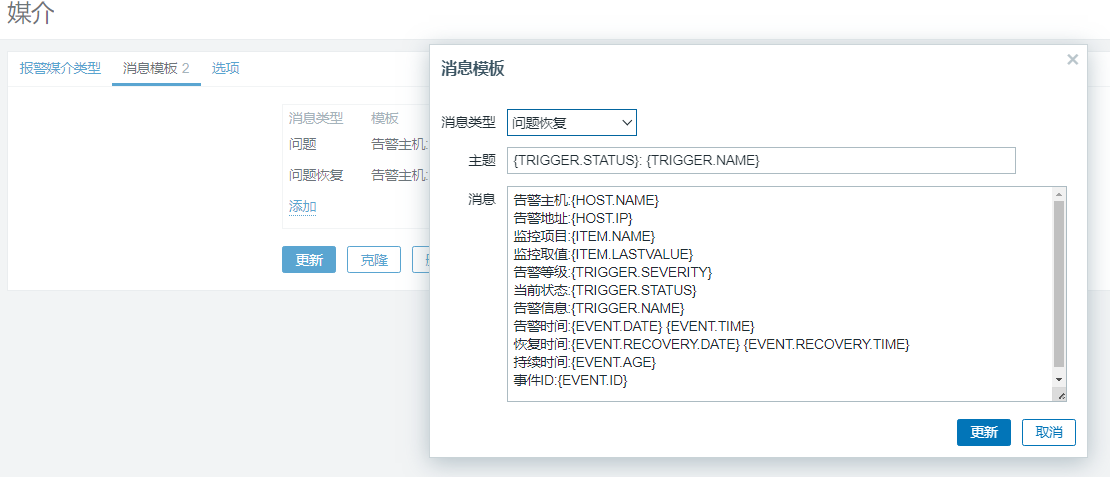 媒介
报警媒介类型 消息模板 2 选项
消息类型 模板
问题 告警主机:
问题恢复 告警主机:
添加
更新 克隆
消息模板
消息类型 问题恢复
主题 {TRIGGER.STATUS}: {TRIGGER.NAME}
消息 告警主机:{HOST.NAME}
告警地址:{HOST.IP}
监控项目:{ITEM.NAME}
监控取值:{ITEM.LASTVALUE}
告警等级:{TRIGGER.SEVERITY}
当前状态:{TRIGGER.STATUS}
告警信息:{TRIGGER.NAME}
告警时间:{EVENT.DATE} {EVENT.TIME}
恢复时间:{EVENT.RECOVERY.DATE} {EVENT.RECOVERY.TIME}
持续时间:{EVENT.AGE}
事件ID:{EVENT.ID}
更新 取消